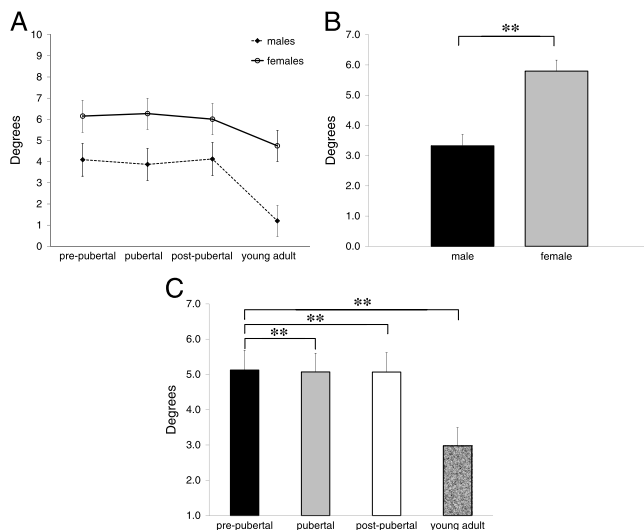 A
10
9
8
7
6
5
4
3
2
1
0
Degrees
pre-pubertal pubertal post-pubertal young adult
males
females
B
7.0
6.0
5.0
4.0
3.0
2.0
1.0
0.0
Degrees
**
male female
C
7.0
6.0
5.0
4.0
3.0
2.0
1.0
Degrees
**
**
**
pre-pubertal pubertal post-pubertal young adult